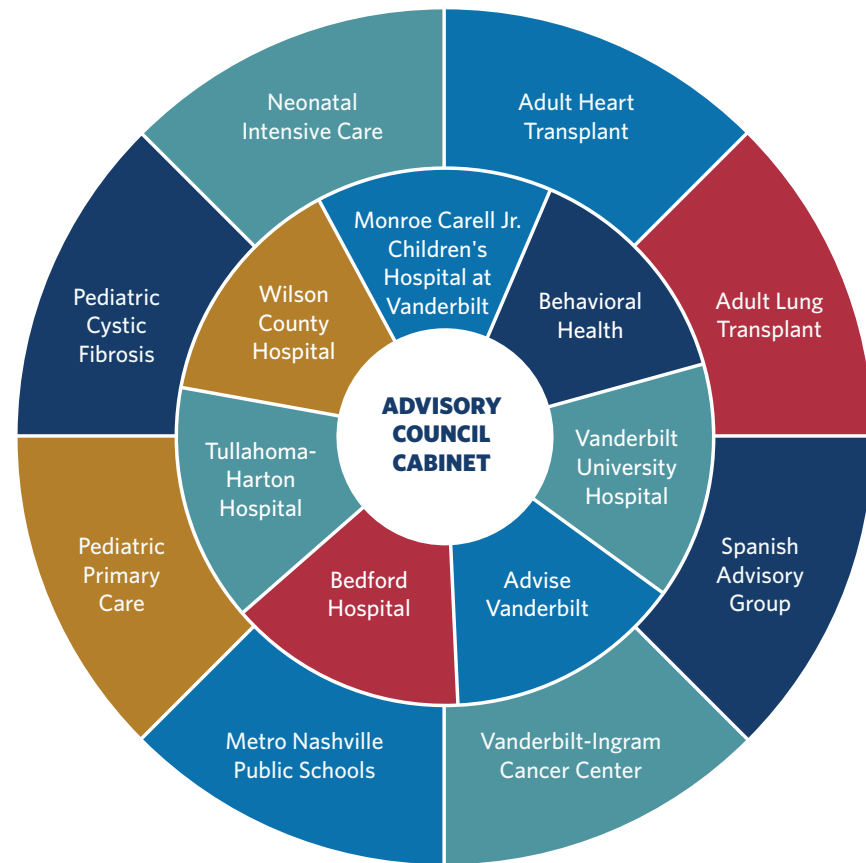 Neonatal
Intensive Care
Adult Heart
Transplant
Adult Lung
Transplant
Spanish
Advisory
Group
Vanderbilt-Ingram
Cancer Center
Metro Nashville
Public Schools
Pediatric
Primary
Care
Pediatric
Cystic
Fibrosis
Monroe Carell Jr.
Children's
Hospital at
Vanderbilt
Behavioral
Health
Vanderbilt
University
Hospital
Advise
Vanderbilt
Bedford
Hospital
Tullahoma-
Harton
Hospital
Wilson
County
Hospital
ADVISORY
COUNCIL
CABINET